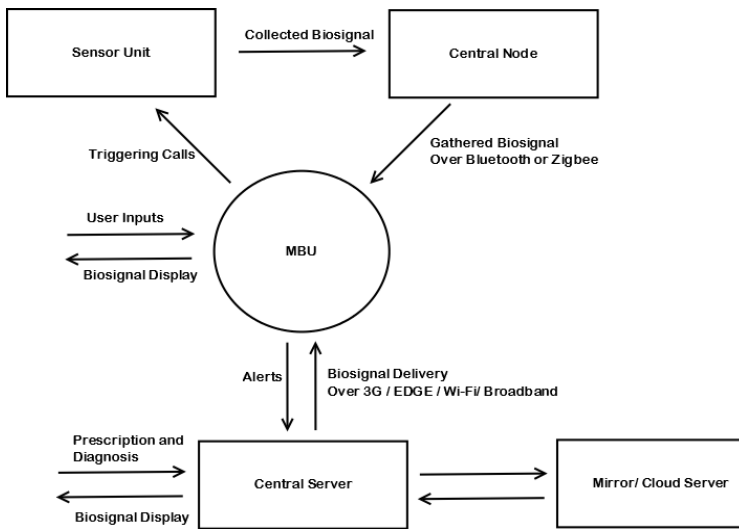 Sensor Unit
Collected Biosignal
Central Node
Triggering Calls
Gathered Biosignal
Over Bluetooth or Zigbee
User Inputs
MBU
Biosignal Display
Alerts
Biosignal Delivery
Over 3G / EDGE / Wi-Fi/ Broadband
Prescription and
Diagnosis
Central Server
Mirror/ Cloud Server
Biosignal Display